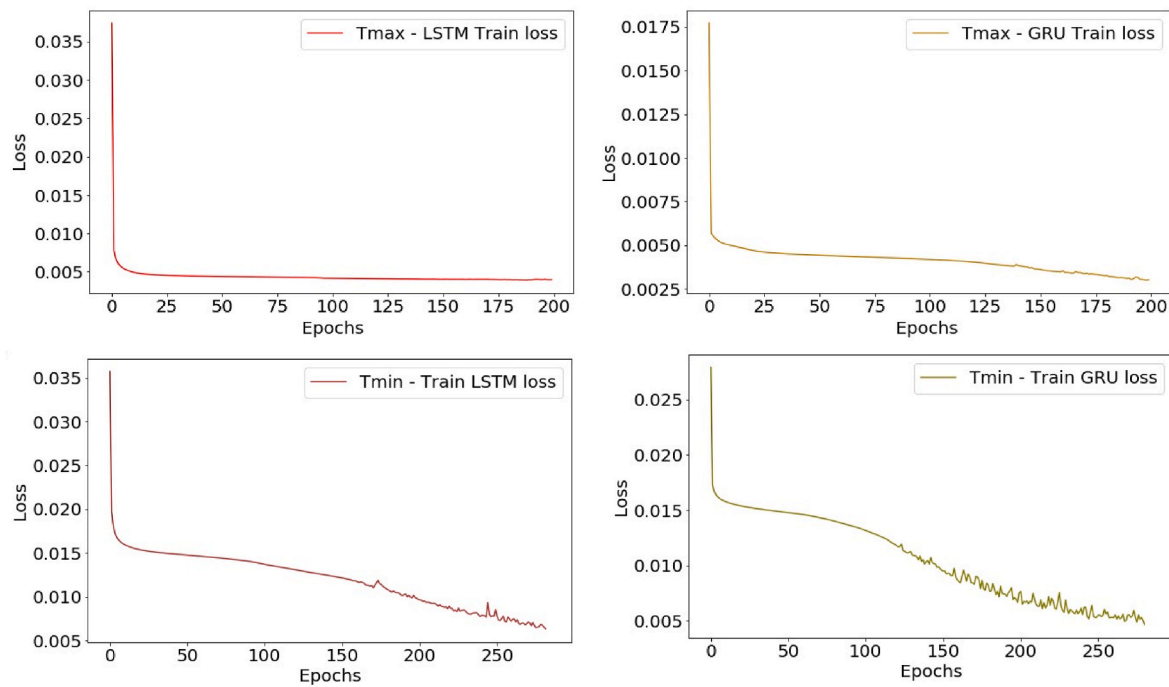 Tmax - LSTM Train loss
0.035
0.030
0.025
0.020
0.015
0.010
0.005
Loss
0 25 50 75 100 125 150 175 200
Epochs
Tmax - GRU Train loss
0.0175
0.0150
0.0125
0.0100
0.0075
0.0050
0.0025
Loss
0 25 50 75 100 125 150 175 200
Epochs
Tmin - Train LSTM loss
0.035
0.030
0.025
0.020
0.015
0.010
0.005
Loss
0 50 100 150 200 250
Epochs
Tmin - Train GRU loss
0.025
0.020
0.015
0.010
0.005
Loss
0 50 100 150 200 250
Epochs